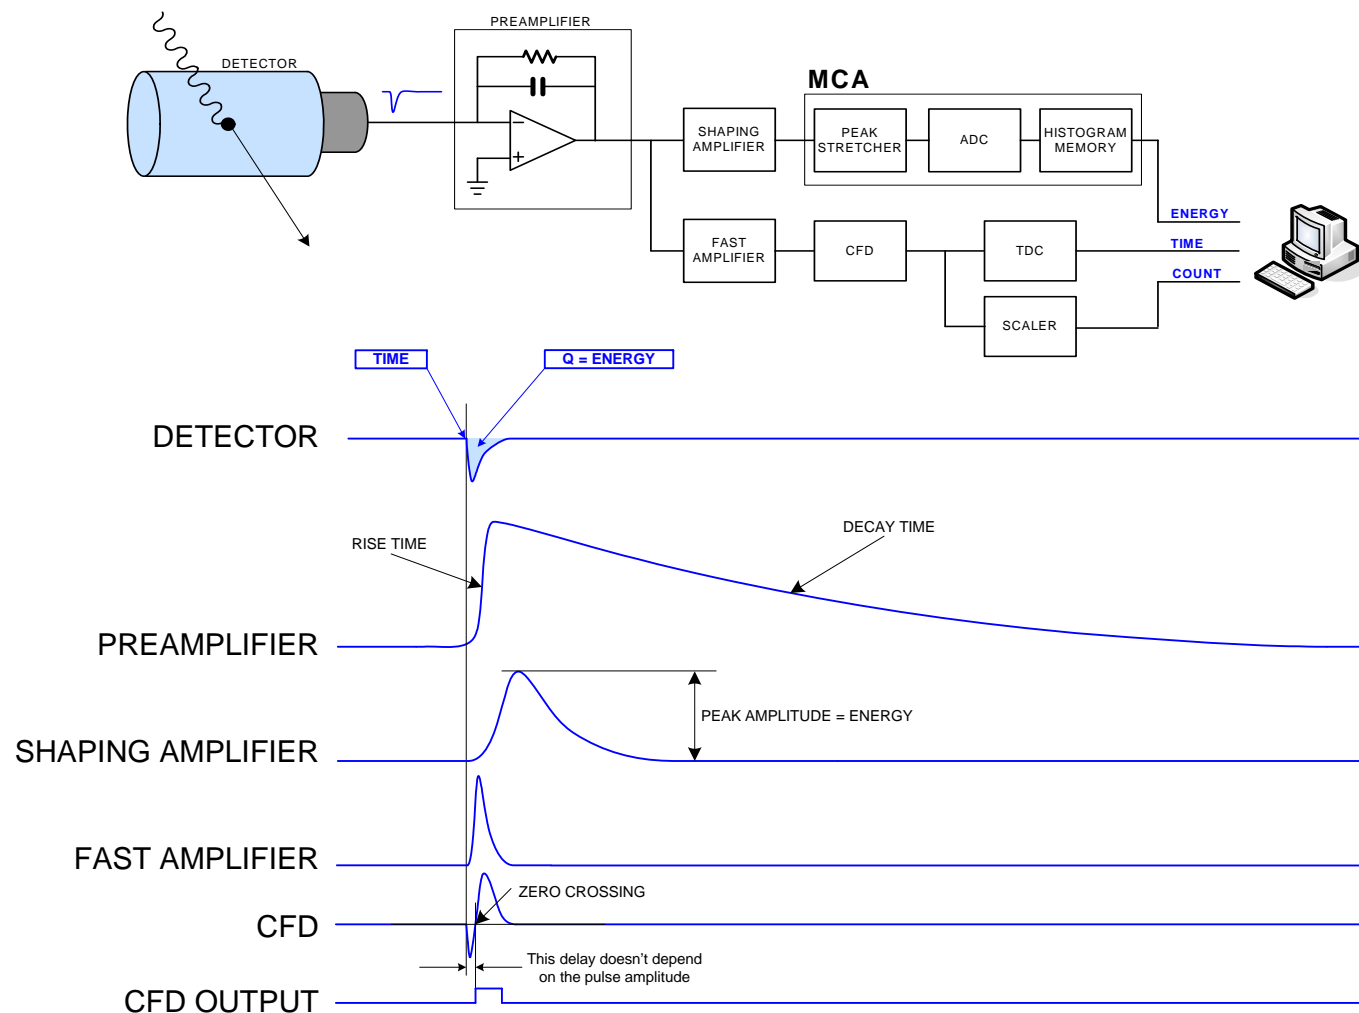 PREAMPLIFIER
DETECTOR
MCA
SHAPING
AMPLIFIER
PEAK
STRETCHER
ADC
HISTOGRAM
MEMORY
ENERGY
FAST
AMPLIFIER
CFD
TDC
TIME
COUNT
SCALER
TIME
Q = ENERGY
DETECTOR
RISE TIME
DECAY TIME
PREAMPLIFIER
PEAK AMPLITUDE = ENERGY
SHAPING AMPLIFIER
FAST AMPLIFIER
ZERO CROSSING
CFD
This delay doesn't depend
on the pulse amplitude
CFD OUTPUT